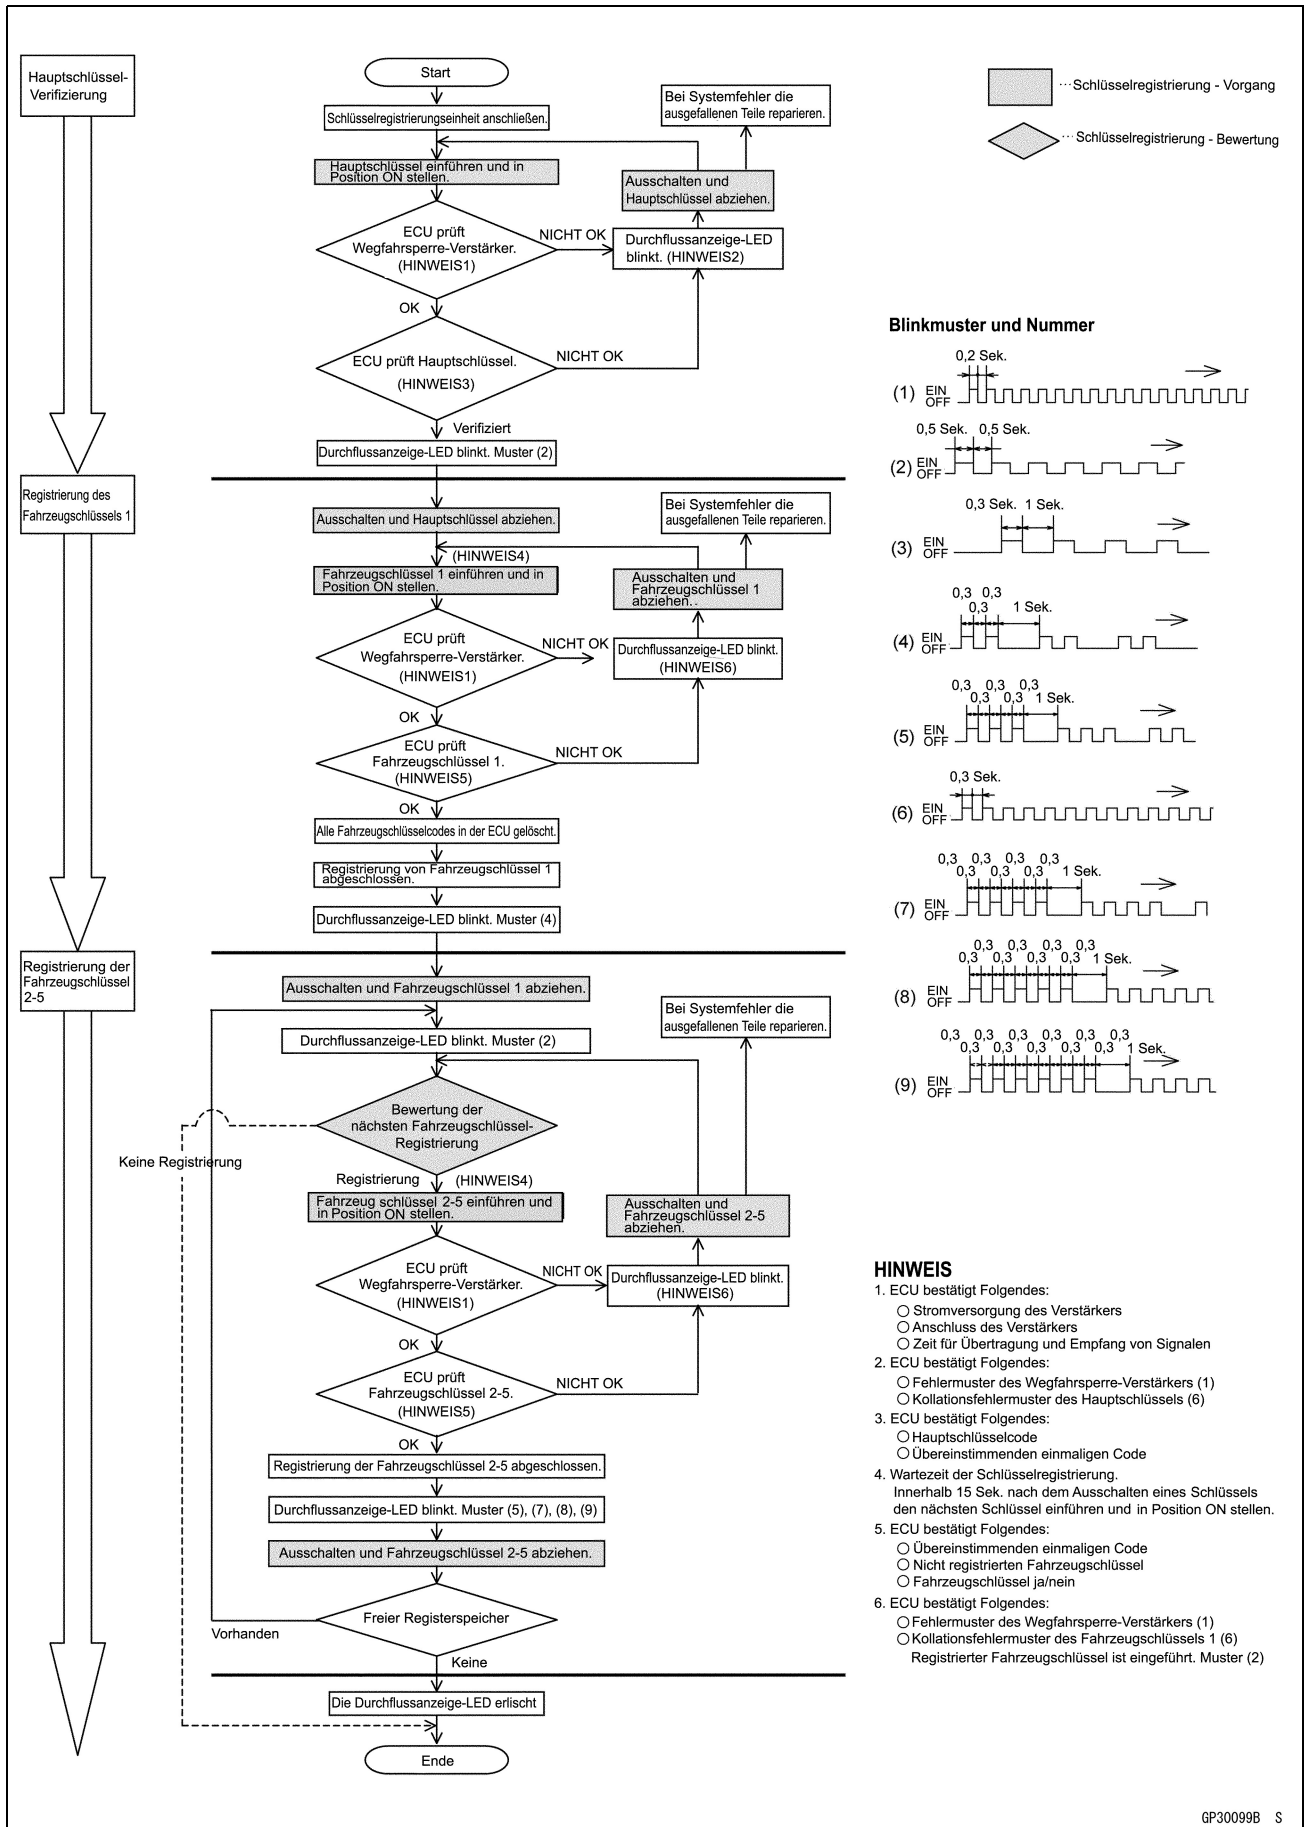 Hauptschlüssel-
Verifizierung
Start
Schlüsselregistrierungseinheit anschließen.
Hauptschlüssel einführen und in
Position ON stellen.
ECU prüft
Wegfahrsperre-Verstärker.
(HINWEIS1)
NICHT OK
Durchflussanzeige-LED
blinkt. (HINWEIS2)
Ausschalten und
Hauptschlüssel abziehen.
Bei Systemfehler die
ausgefallenen Teile reparieren.
OK
ECU prüft Hauptschlüssel.
(HINWEIS3)
NICHT OK
Verifiziert
Durchflussanzeige-LED blinkt. Muster (2)
Registrierung des
Fahrzeugschlüssels 1
Ausschalten und Hauptschlüssel abziehen.
(HINWEIS4)
Fahrzeugschlüssel 1 einführen und in
Position ON stellen.
ECU prüft
Wegfahrsperre-Verstärker.
(HINWEIS1)
NICHT OK
Durchflussanzeige-LED blinkt.
(HINWEIS6)
Ausschalten und
Fahrzeugschlüssel 1
abziehen. .
Bei Systemfehler die
ausgefallenen Teile reparieren.
OK
ECU prüft
Fahrzeugschlüssel 1.
(HINWEIS5)
NICHT OK
OK
Alle Fahrzeugschlüsselcodes in der ECU gelöscht.
Registrierung von Fahrzeugschlüssel 1
abgeschlossen.
Durchflussanzeige-LED blinkt. Muster (4)
Registrierung der
Fahrzeugschlüssel
2-5
Ausschalten und Fahrzeugschlüssel 1 abziehen.
Durchflussanzeige-LED blinkt. Muster (2)
Bewertung der
nächsten Fahrzeugschlüssel-
Registrierung
Keine Registrierung
Registrierung
(HINWEIS4)
Fahrzeug schlüssel 2-5 einführen und
in Position ON stellen.
ECU prüft
Wegfahrsperre-Verstärker.
(HINWEIS1)
NICHT OK
Durchflussanzeige-LED blinkt.
(HINWEIS6)
Ausschalten und
Fahrzeugschlüssel 2-5
abziehen.
Bei Systemfehler die
ausgefallenen Teile reparieren.
OK
ECU prüft
Fahrzeugschlüssel 2-5.
(HINWEIS5)
NICHT OK
OK
Registrierung der Fahrzeugschlüssel 2-5 abgeschlossen.
Durchflussanzeige-LED blinkt. Muster (5), (7), (8), (9)
Ausschalten und Fahrzeugschlüssel 2-5 abziehen.
Freier Registerspeicher
Vorhanden
Keine
Die Durchflussanzeige-LED erlischt
Ende
···Schlüsselregistrierung - Vorgang
···Schlüsselregistrierung - Bewertung
Blinkmuster und Nummer
0,2 Sek.
(1) EIN
OFF
0,5 Sek. 0,5 Sek.
(2) EIN
OFF
0,3 Sek. 1 Sek.
(3) EIN
OFF
0,3 0,3
0,3 1 Sek.
(4) EIN
OFF
0,3 0,3 0,3
0,3 0,3 1 Sek.
(5) EIN
OFF
0,3 Sek.
(6) EIN
OFF
0,3 0,3 0,3 0,3
0,3 0,3 0,3 1 Sek.
(7) EIN
OFF
0,3 0,3 0,3 0,3
0,3 0,3 0,3 0,3 1 Sek.
(8) EIN
OFF
0,3 0,3 0,3 0,3 0,3 0,3
0,3 0,3 0,3 0,3 0,3 1 Sek.
(9) EIN
OFF
HINWEIS
1. ECU bestätigt Folgendes:
○ Stromversorgung des Verstärkers
○ Anschluss des Verstärkers
○ Zeit für Übertragung und Empfang von Signalen
2. ECU bestätigt Folgendes:
○ Fehlermuster des Wegfahrsperre-Verstärkers (1)
○ Kollationsfehlermuster des Hauptschlüssels (6)
3. ECU bestätigt Folgendes:
○ Hauptschlüsselcode
○ Übereinstimmenden einmaligen Code
4. Wartezeit der Schlüsselregistrierung.
Innerhalb 15 Sek. nach dem Ausschalten eines Schlüssels
den nächsten Schlüssel einführen und in Position ON stellen.
5. ECU bestätigt Folgendes:
○ Übereinstimmenden einmaligen Code
○ Nicht registrierten Fahrzeugschlüssel
○ Fahrzeugschlüssel ja/nein
6. ECU bestätigt Folgendes:
○ Fehlermuster des Wegfahrsperre-Verstärkers (1)
○ Kollationsfehlermuster des Fahrzeugschlüssels 1 (6)
Registrierter Fahrzeugschlüssel ist eingeführt. Muster (2)
GP30099B S